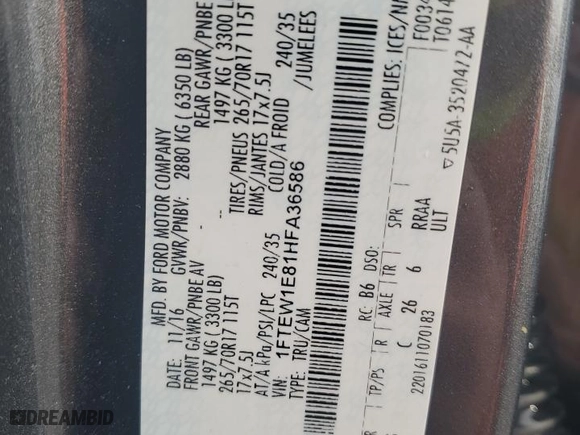 MFD. BY FORD MOTOR COMPANY
DATE: 11/16 GVWR/PNBV: 2880 KG ( 6350 LB)
FRONT GAWR/PNBE AV REAR GAWR/PNBE
1497 KG ( 3300 LB) 1497 KG ( 3300 L
265/70R17 115T TIRES/PNEUS 265/70R17 115T
17x7.5J RIMS/JANTES 17x7.5J
AT/A kPa/PSI/LPC 240/35 COLD/A FROID 240/35
VIN: 1FTEW1E81HFA36586 /JUMELEES
TYPE: TRU/CAM
COMPLIES: ICES/N
F0034
T0614
RC: B6 DSO:
TP/PS R AXLE TR SPR
C 26 6 RRAA
2201611070183 ULT
▽5U5A-3520472-AA
DREAMBID